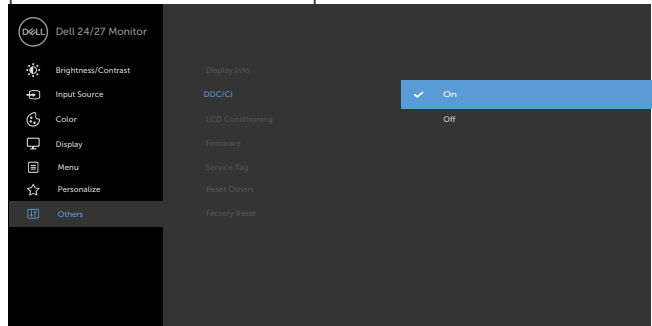 DELL Dell 24/27 Monitor
Brightness/Contrast
Input Source
Color
Display
Menu
Personalize
Others
Display Info
DDC/CI
LCD Conditioning
Firmware
Service Tag
Reset Others
Factory Reset
On
Off